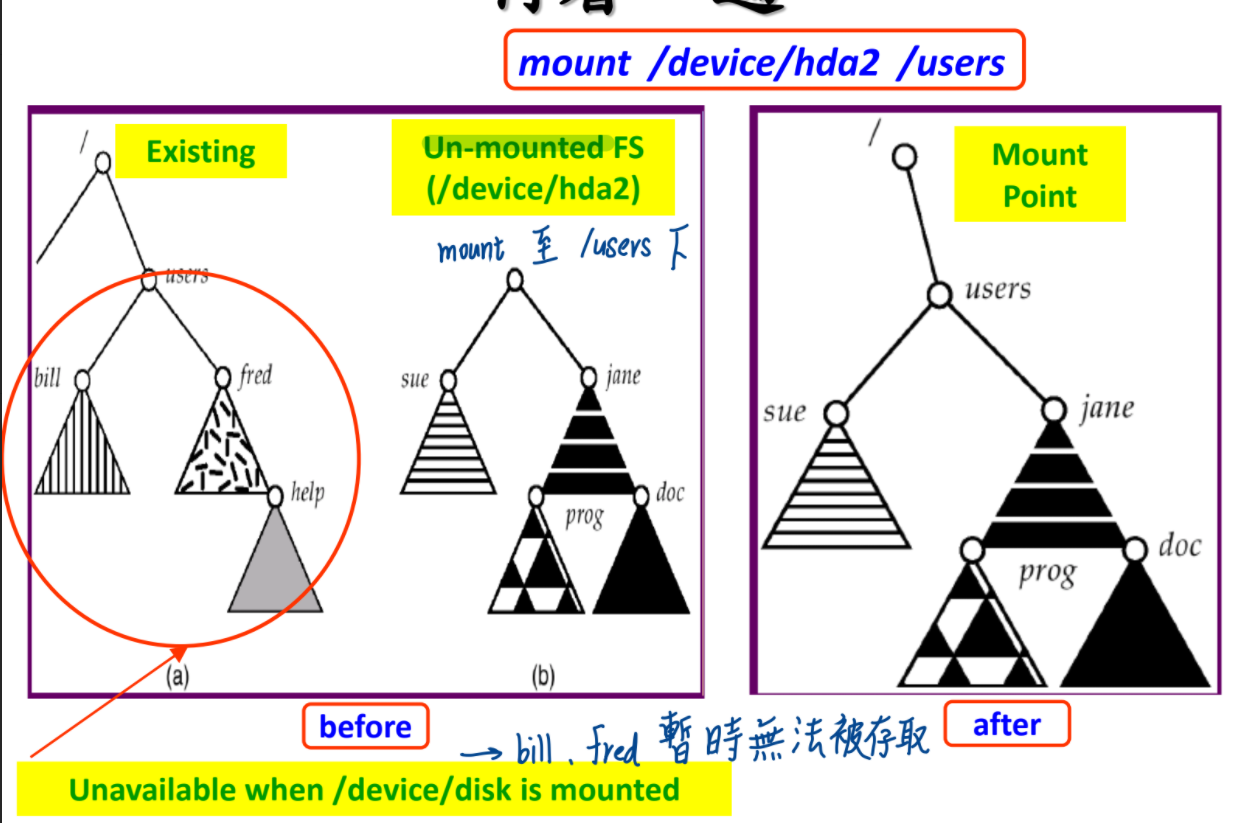 mount /device/hda2 /users
/
Existing
Un-mounted FS
(/device/hda2)
mount 至 /users 下
users
bill
fred
sue
jane
help
prog
doc
(a)
(b)
/
Mount
Point
users
sue
jane
prog
doc
before
→ bill、fred 暫時無法被存取
after
Unavailable when /device/disk is mounted